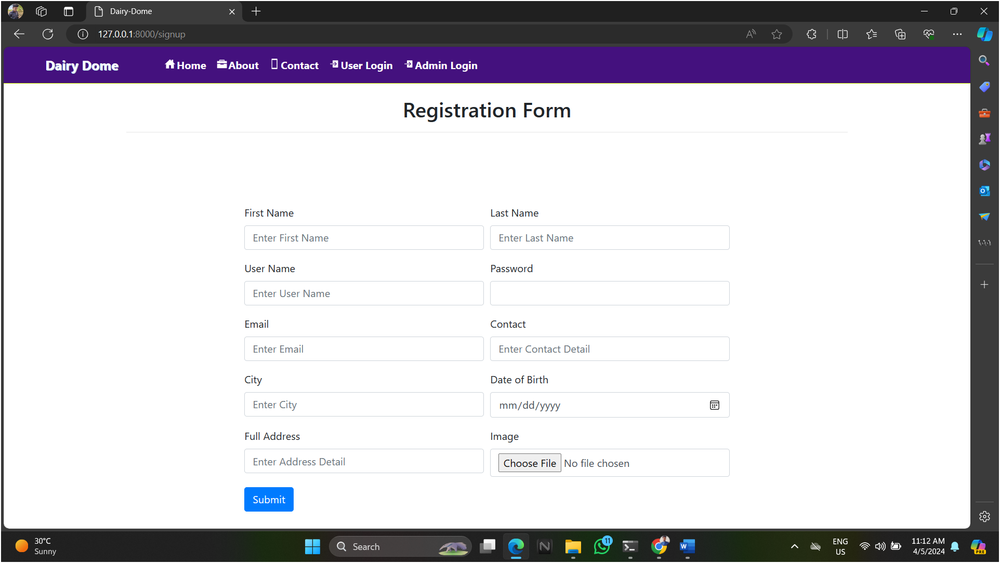 Dairy-Dome
127.0.0.1:8000/signup
Dairy Dome
Home
About
Contact
User Login
Admin Login
Registration Form
First Name
Last Name
Enter First Name
Enter Last Name
User Name
Password
Enter User Name
Email
Contact
Enter Email
Enter Contact Detail
City
Date of Birth
Enter City
mm/dd/yyyy
Full Address
Image
Enter Address Detail
Choose File No file chosen
Submit
30°C
Sunny
Search
11
ENG
US
11:12 AM
4/5/2024
PRE